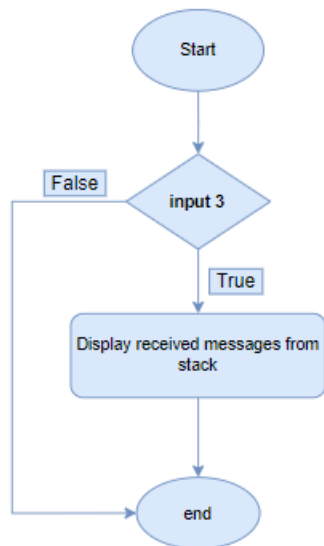 Start
False
input 3
True
Display received messages from
stack
end